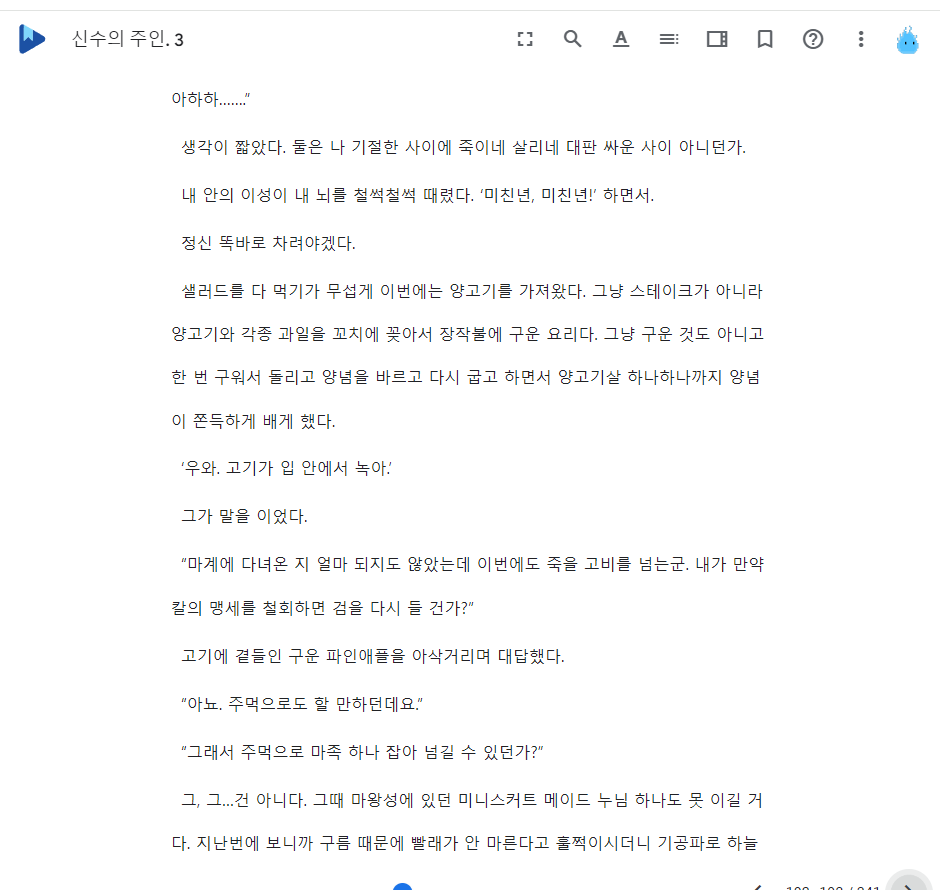 신수의 주인. 3
아하하.......”
생각이 짧았다. 둘은 나 기절한 사이에 죽이네 살리네 대판 싸운 사이 아니던가.
내 안의 이성이 내 뇌를 철썩철썩 때렸다. ‘미친년, 미친년!’ 하면서.
정신 똑바로 차려야겠다.
샐러드를 다 먹기가 무섭게 이번에는 양고기를 가져왔다. 그냥 스테이크가 아니라
양고기와 각종 과일을 꼬치에 꽂아서 장작불에 구운 요리다. 그냥 구운 것도 아니고
한 번 구워서 돌리고 양념을 바르고 다시 굽고 하면서 양고기살 하나하나까지 양념
이 쫀득하게 배게 했다.
‘우와. 고기가 입 안에서 녹아.’
그가 말을 이었다.
“마계에 다녀온 지 얼마 되지도 않았는데 이번에도 죽을 고비를 넘는군. 내가 만약
칼의 맹세를 철회하면 검을 다시 들 건가?”
고기에 곁들인 구운 파인애플을 아삭거리며 대답했다.
“아뇨. 주먹으로도 할 만하던데요.”
“그래서 주먹으로 마족 하나 잡아 넘길 수 있던가?”
그, 그...건 아니다. 그때 마왕성에 있던 미니스커트 메이드 누님 하나도 못 이길 거
다. 지난번에 보니까 구름 때문에 빨래가 안 마른다고 훌쩍이시더니 기공파로 하늘